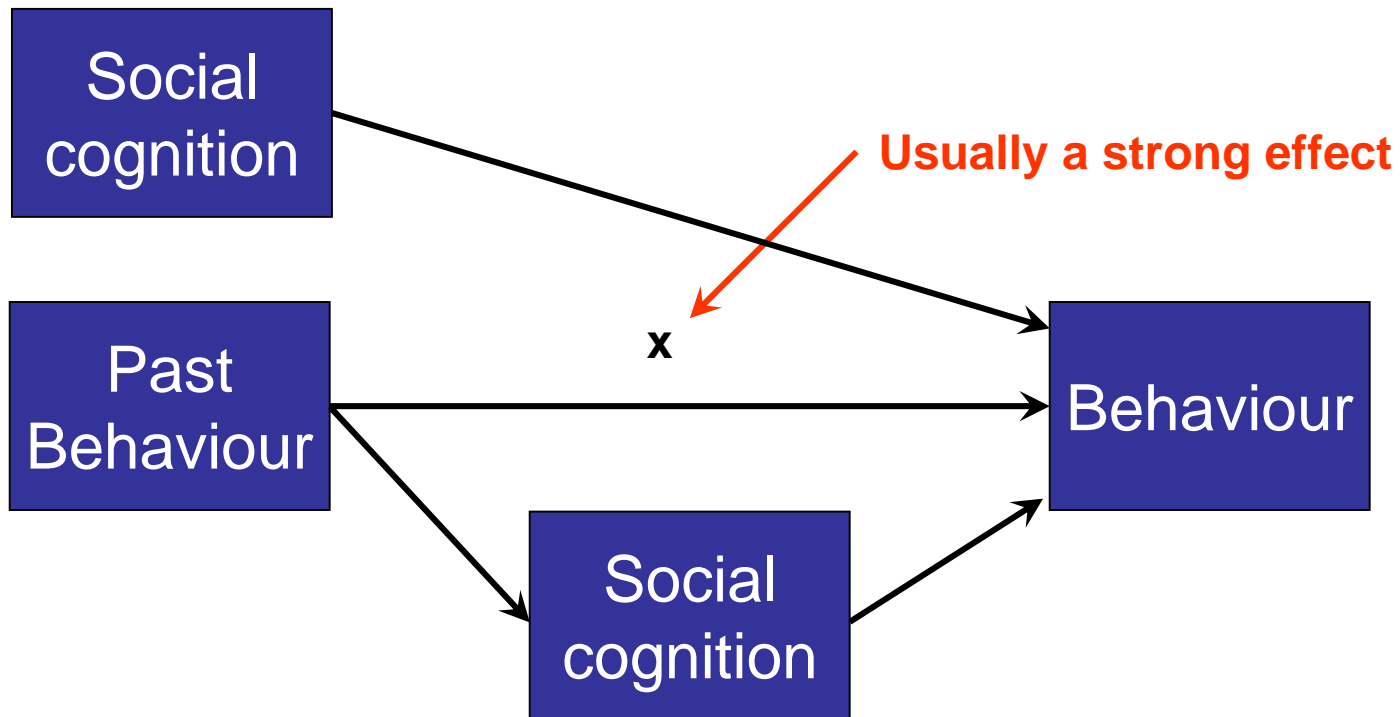 Social
cognition
Usually a strong effect
x
Past
Behaviour
Behaviour
Social
cognition